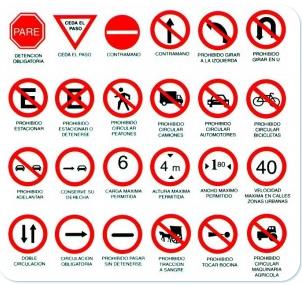 PARE
CEDA EL
PASO
DETENCION
OBLIGATORIA
CEDA EL PASO
CONTRAMANO
CONTRAMANO
PROHIBIDO GIRAR
A LA IZQUIERDA
PROHIBIDO
GIRAR EN U
E
PROHIBIDO
ESTACIONAR
PROHIBIDO
ESTACIONAR O
DETENERSE
PROHIBIDO
CIRCULAR
PEATONES
PROHIBIDO
CIRCULAR
CAMIONES
PROHIBIDO
CIRCULAR
AUTOMOTORES
PROHIBIDO
CIRCULAR
BICICLETAS
6
4 m
1.80
40
PROHIBIDO
ADELANTAR
CONSERVE SU
DERECHA
CARGA MAXIMA
PERMITIDA
ALTURA MAXIMA
PERMITIDA
ANCHO MAXIMO
PERMITIDO
VELOCIDAD
MAXIMA EN CALLES
ZONAS URBANAS
DOBLE
CIRCULACION
CIRCULACION
OBLIGATORIA
PROHIBIDO PASAR
SIN DETENERSE
PROHIBIDO
TRACCION
A SANGRE
PROHIBIDO
TOCAR BOCINA
PROHIBIDO
CIRCULAR
MAQUINARIA
AGRICOLA